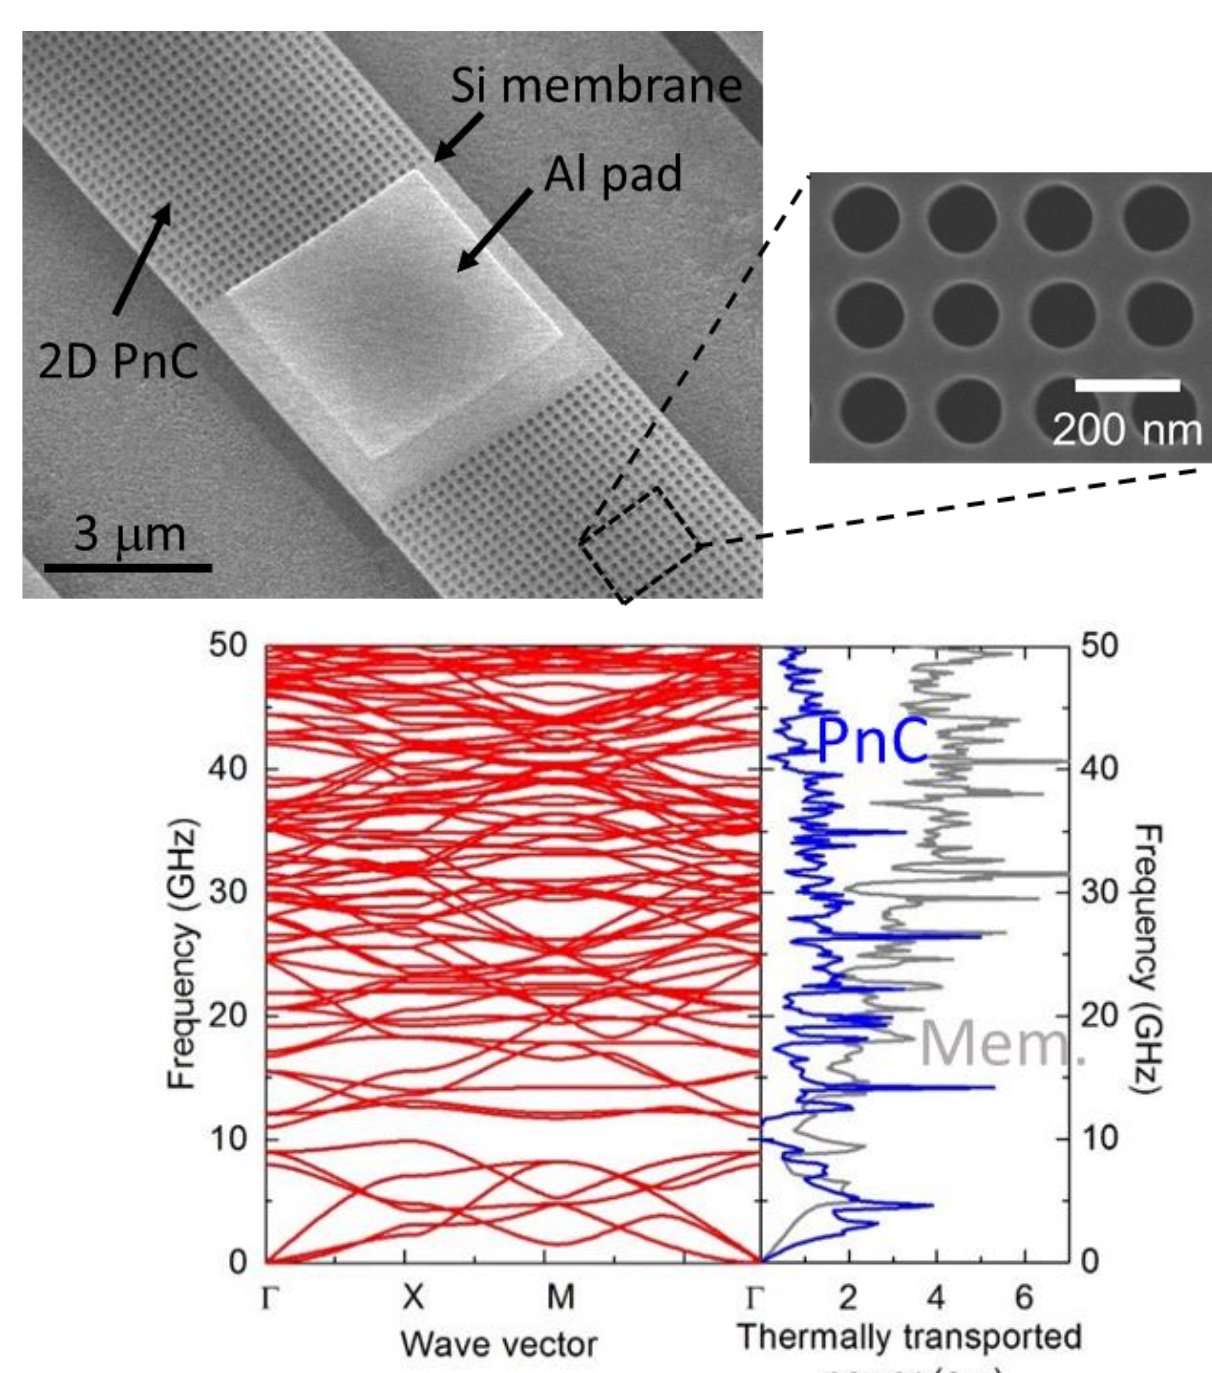 Si membrane
Al pad
2D PnC
3 μm
200 nm
50
40
30
20
10
0
Frequency (GHz)
Γ X M Γ
Wave vector
PnC
Mem.
2 4 6
Thermally transported
50
40
30
20
10
0
Frequency (GHz)